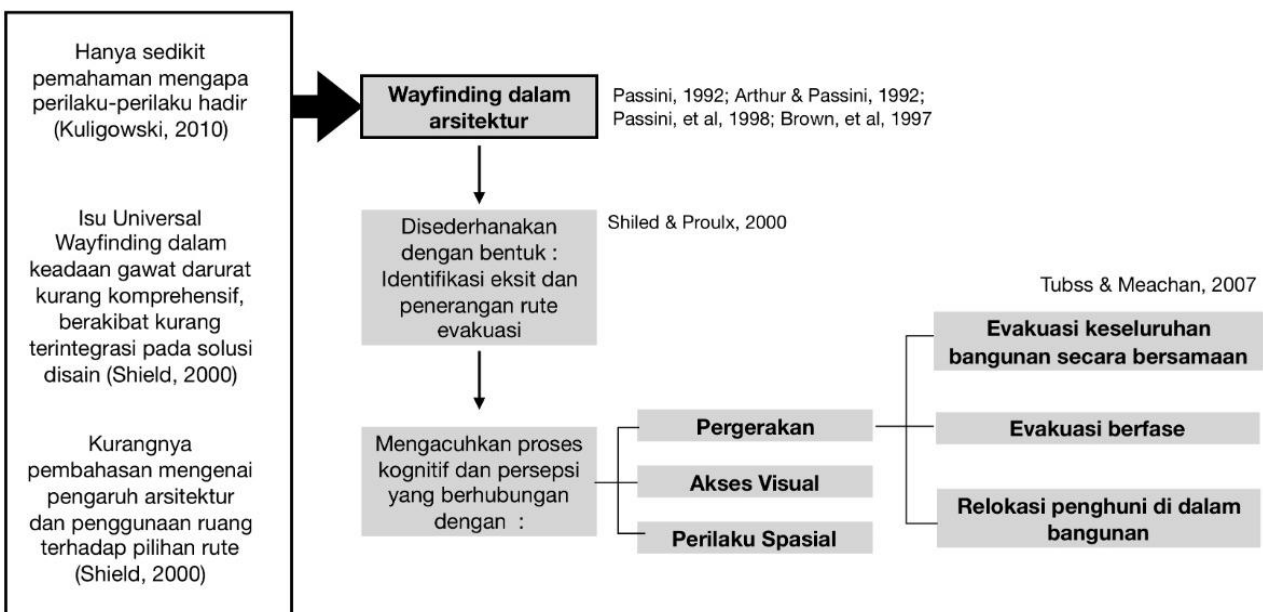 Hanya sedikit
pemahaman mengapa
perilaku-perilaku hadir
(Kuligowski, 2010)
Isu Universal
Wayfinding dalam
keadaan gawat darurat
kurang komprehensif,
berakibat kurang
terintegrasi pada solusi
disain (Shield, 2000)
Kurangnya
pembahasan mengenai
pengaruh arsitektur
dan penggunaan ruang
terhadap pilihan rute
(Shield, 2000)
Wayfinding dalam
arsitektur
Passini, 1992; Arthur & Passini, 1992;
Passini, et al, 1998; Brown, et al, 1997
Disederhanakan
dengan bentuk :
Identifikasi eksit dan
penerangan rute
evakuasi
Shiled & Proulx, 2000
Mengacuhkan proses
kognitif dan persepsi
yang berhubungan
dengan :
Pergerakan
Akses Visual
Perilaku Spasial
Tubss & Meachan, 2007
Evakuasi keseluruhan
bangunan secara bersamaan
Evakuasi berfase
Relokasi penghuni di dalam
bangunan